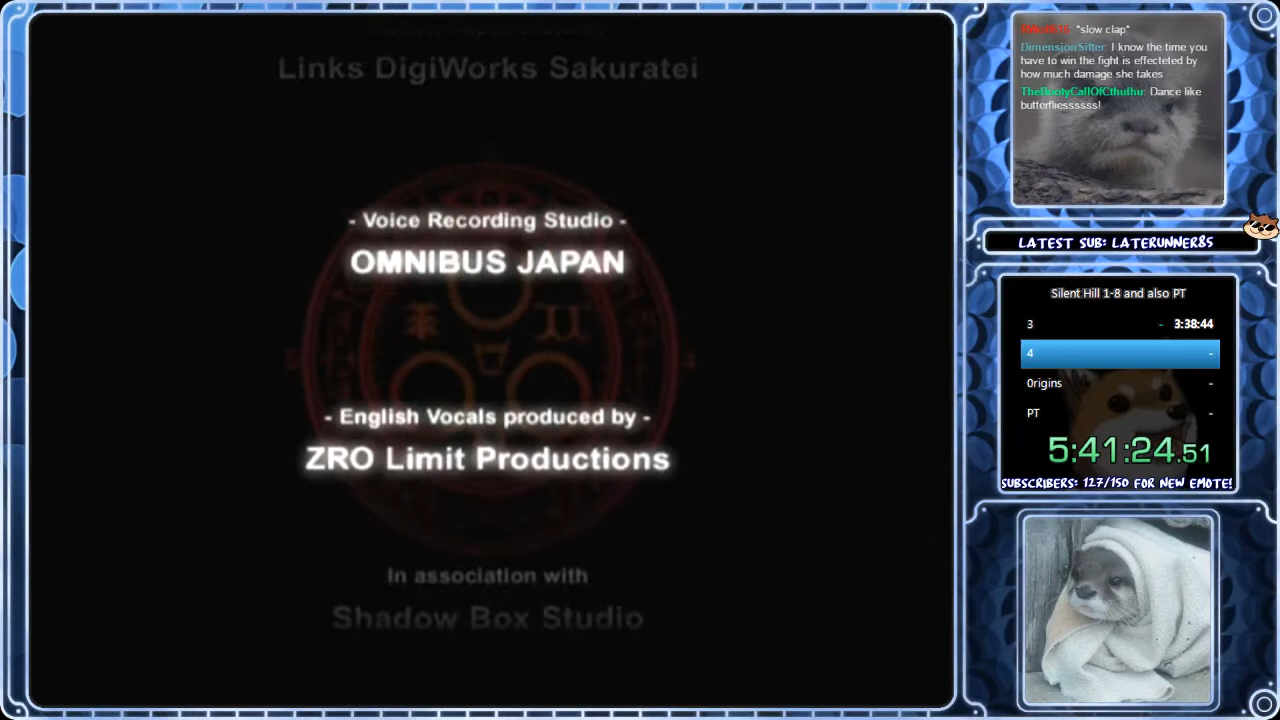 Links DigiWorks Sakuratei
- Voice Recording Studio -
OMNIBUS JAPAN
- English Vocals produced by -
ZRO Limit Productions
In association with
Shadow Box Studio
*slow clap*
DimensionSifter: I know the time you
have to win the fight is effecteted by
how much damage she takes
TheBootyCallOfCthulhu: Dance like
butterfliessssss!
LATEST SUB: LATERUNNER85
Silent Hill 1-8 and also PT
3 - 3:38:44
4 -
Origins -
PT -
5:41:24.51
SUBSCRIBERS: 127/150 FOR NEW EMOTE!